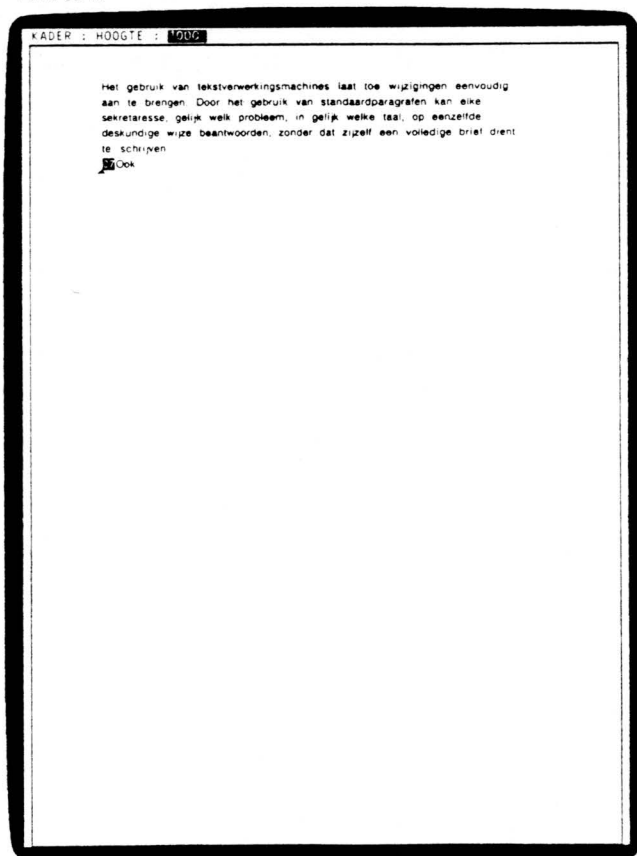 KADER : HOOGTE : 1000
Het gebruik van tekstverwerkingsmachines laat toe wijzigingen eenvoudig
aan te brengen. Door het gebruik van standaardparagrafen kan elke
sekretaresse, gelijk welk probleem, in gelijk welke taal, op eenzelfde
deskundige wijze beantwoorden, zonder dat zijzelf een volledige brief dient
te schrijven
Ook